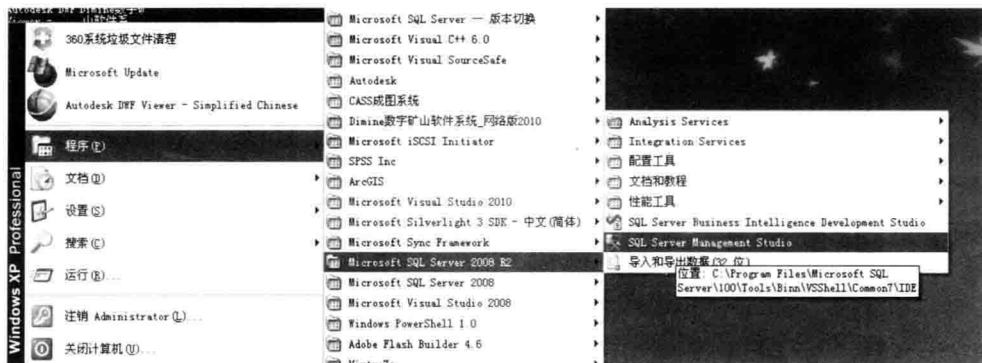 Autodesk DWF Dimine数字矿
360系统垃圾文件清理
Microsoft Update
Autodesk DWF Viewer - Simplified Chinese
程序(P)
文档(D)
设置(S)
搜索(C)
运行(R)...
注销 Administrator(L)...
关闭计算机(U)...
Windows XP Professional
Microsoft SQL Server — 版本切换
Microsoft Visual C++ 6.0
Microsoft Visual SourceSafe
Autodesk
CASS成图系统
Dimine数字矿山软件系统_网络版2010
Microsoft iSCSI Initiator
SPSS Inc
ArcGIS
Microsoft Visual Studio 2010
Microsoft Silverlight 3 SDK - 中文(简体)
Microsoft Sync Framework
Microsoft SQL Server 2008 R2
Microsoft SQL Server 2008
Microsoft Visual Studio 2008
Windows PowerShell 1.0
Adobe Flash Builder 4.6
Analysis Services
Integration Services
配置工具
文档和教程
性能工具
SQL Server Business Intelligence Development Studio
SQL Server Management Studio
导入和导出数据(32 位)
位置: C:\Program Files\Microsoft SQL
Server\100\Tools\Binn\VSShell\Common7\IDE